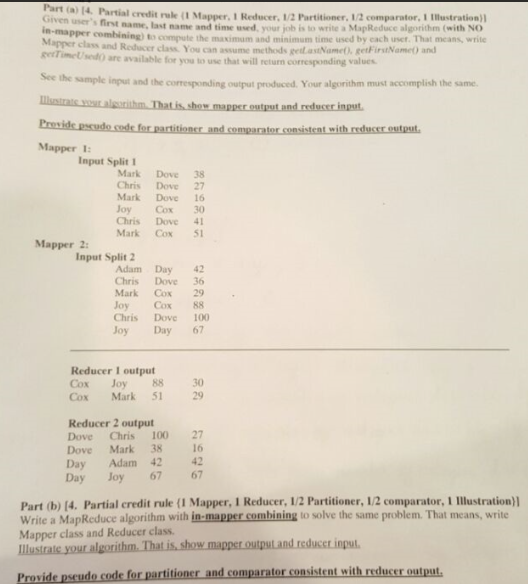 Part (a) [4. Partial credit rule {1 Mapper, 1 Reducer, 1/2 Partitioner, 1/2 comparator, 1 Illustration}]
Given user's first name, last name and time used, your job is to write a MapReduce algorithm (with NO
in-mapper combining) to compute the maximum and minimum time used by each user. That means, write
Mapper class and Reducer class. You can assume methods getLastName(), getFirstName() and
getTimeUsed() are available for you to use that will return corresponding values.
See the sample input and the corresponding output produced. Your algorithm must accomplish the same.
Illustrate your algorithm. That is, show mapper output and reducer input.
Provide pseudo code for partitioner and comparator consistent with reducer output.
Mapper 1:
Input Split 1
Mark Dove 38
Chris Dove 27
Mark Dove 16
Joy Cox 30
Chris Dove 41
Mark Cox 51
Mapper 2:
Input Split 2
Adam Day 42
Chris Dove 36
Mark Cox 29
Joy Cox 88
Chris Dove 100
Joy Day 67
Reducer 1 output
Cox Joy 88 30
Cox Mark 51 29
Reducer 2 output
Dove Chris 100 27
Dove Mark 38 16
Day Adam 42 42
Day Joy 67 67
Part (b) [4. Partial credit rule {1 Mapper, 1 Reducer, 1/2 Partitioner, 1/2 comparator, 1 Illustration}]
Write a MapReduce algorithm with in-mapper combining to solve the same problem. That means, write
Mapper class and Reducer class.
Illustrate your algorithm. That is, show mapper output and reducer input.
Provide pseudo code for partitioner and comparator consistent with reducer output.